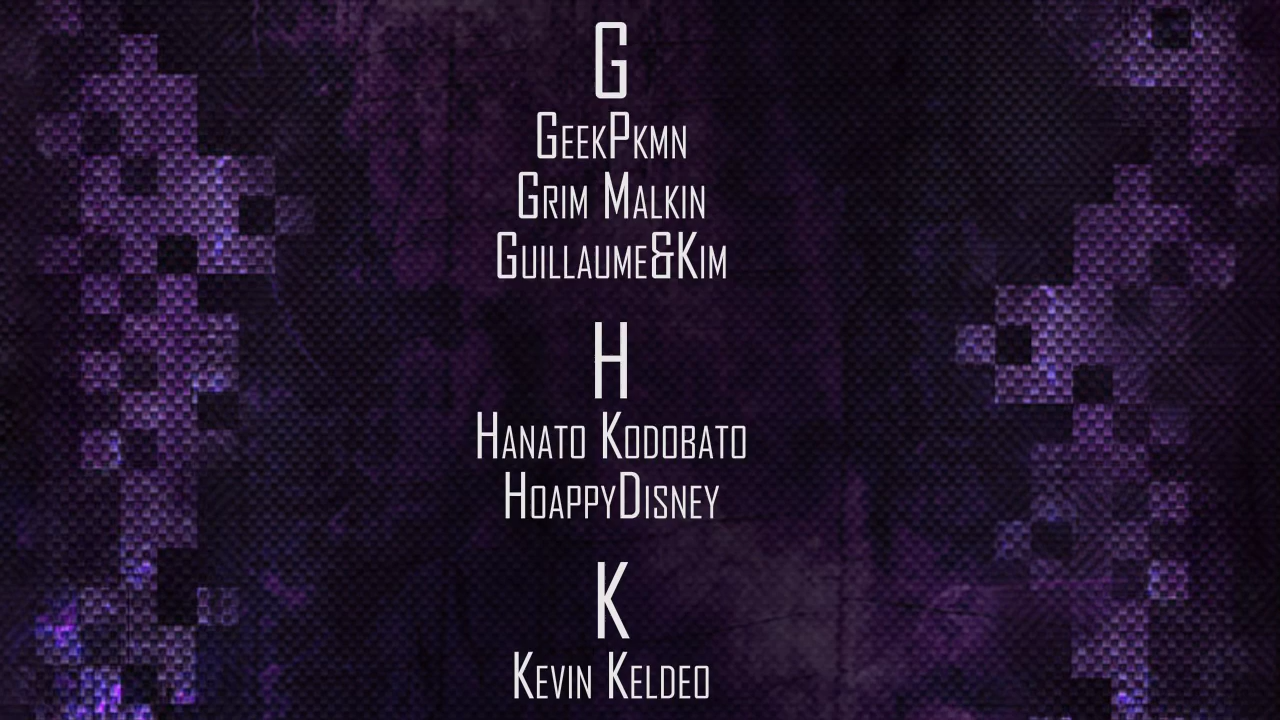 G
GeekPkmn
Grim Malkin
Guillaume&Kim
H
Hanato Kodobato
HoappyDisney
K
Kevin Keldeo